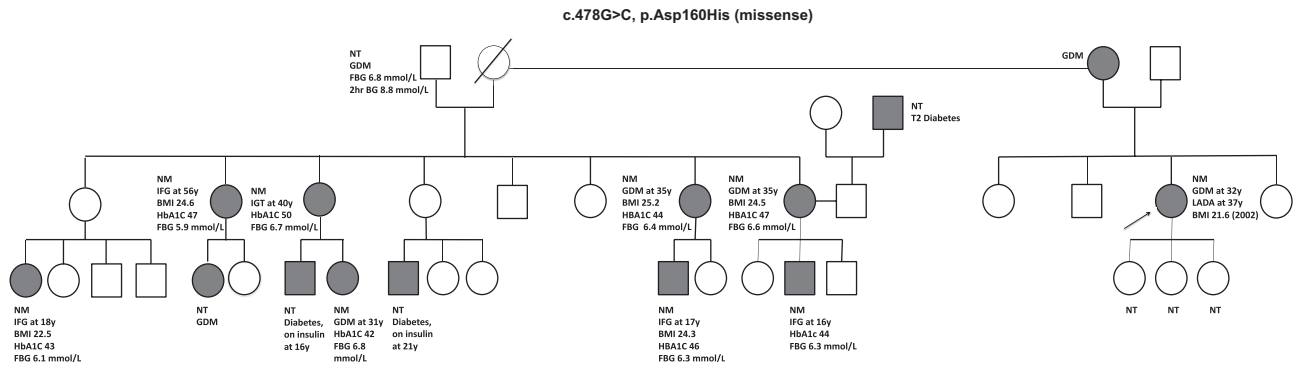 c.478G>C, p.Asp160His (missense)
NT
GDM
FBG 6.8 mmol/L
2hr BG 8.8 mmol/L
GDM
NT
T2 Diabetes
NM
IFG at 56y
BMI 24.6
HbA1C 47
FBG 5.9 mmol/L
NM
IGT at 40y
HbA1C 50
FBG 6.7 mmol/L
NM
GDM at 35y
BMI 25.2
HBA1C 44
FBG 6.4 mmol/L
NM
GDM at 35y
BMI 24.5
HBA1C 47
FBG 6.6 mmol/L
NM
GDM at 32y
LADA at 37y
BMI 21.6 (2002)
NM
IFG at 18y
BMI 22.5
HbA1C 43
FBG 6.1 mmol/L
NT
GDM
NT
Diabetes,
on insulin
at 16y
NM
GDM at 31y
HbA1C 42
FBG 6.8
mmol/L
NT
Diabetes,
on insulin
at 21y
NM
IFG at 17y
BMI 24.3
HBA1C 46
FBG 6.3 mmol/L
NM
IFG at 16y
HbA1c 44
FBG 6.3 mmol/L
NT
NT
NT